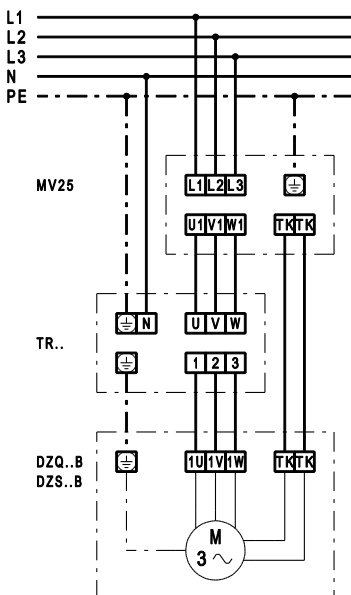 L1
L2
L3
N
PE
MV25
L1 L2 L3
U1 V1 W1 TK TK
TR..
N U V W
1 2 3
DZQ..B
DZS..B
1U 1V 1W TK TK
M
3 ~